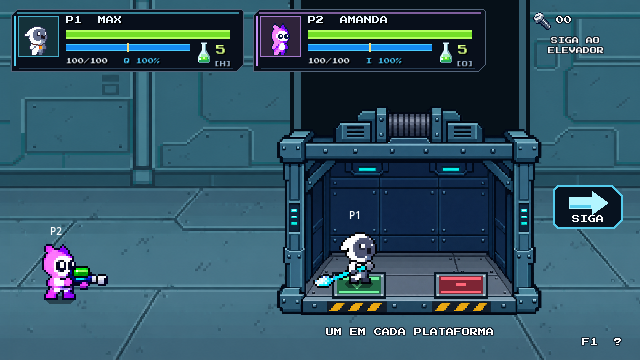 P1 MAX
5
100/100 Q 100% [H]
P2 AMANDA
5
100/100 I 100% [O]
00
SIGA AO
ELEVADOR
SIGA
P1
P2
UM EM CADA PLATAFORMA
F1 ?